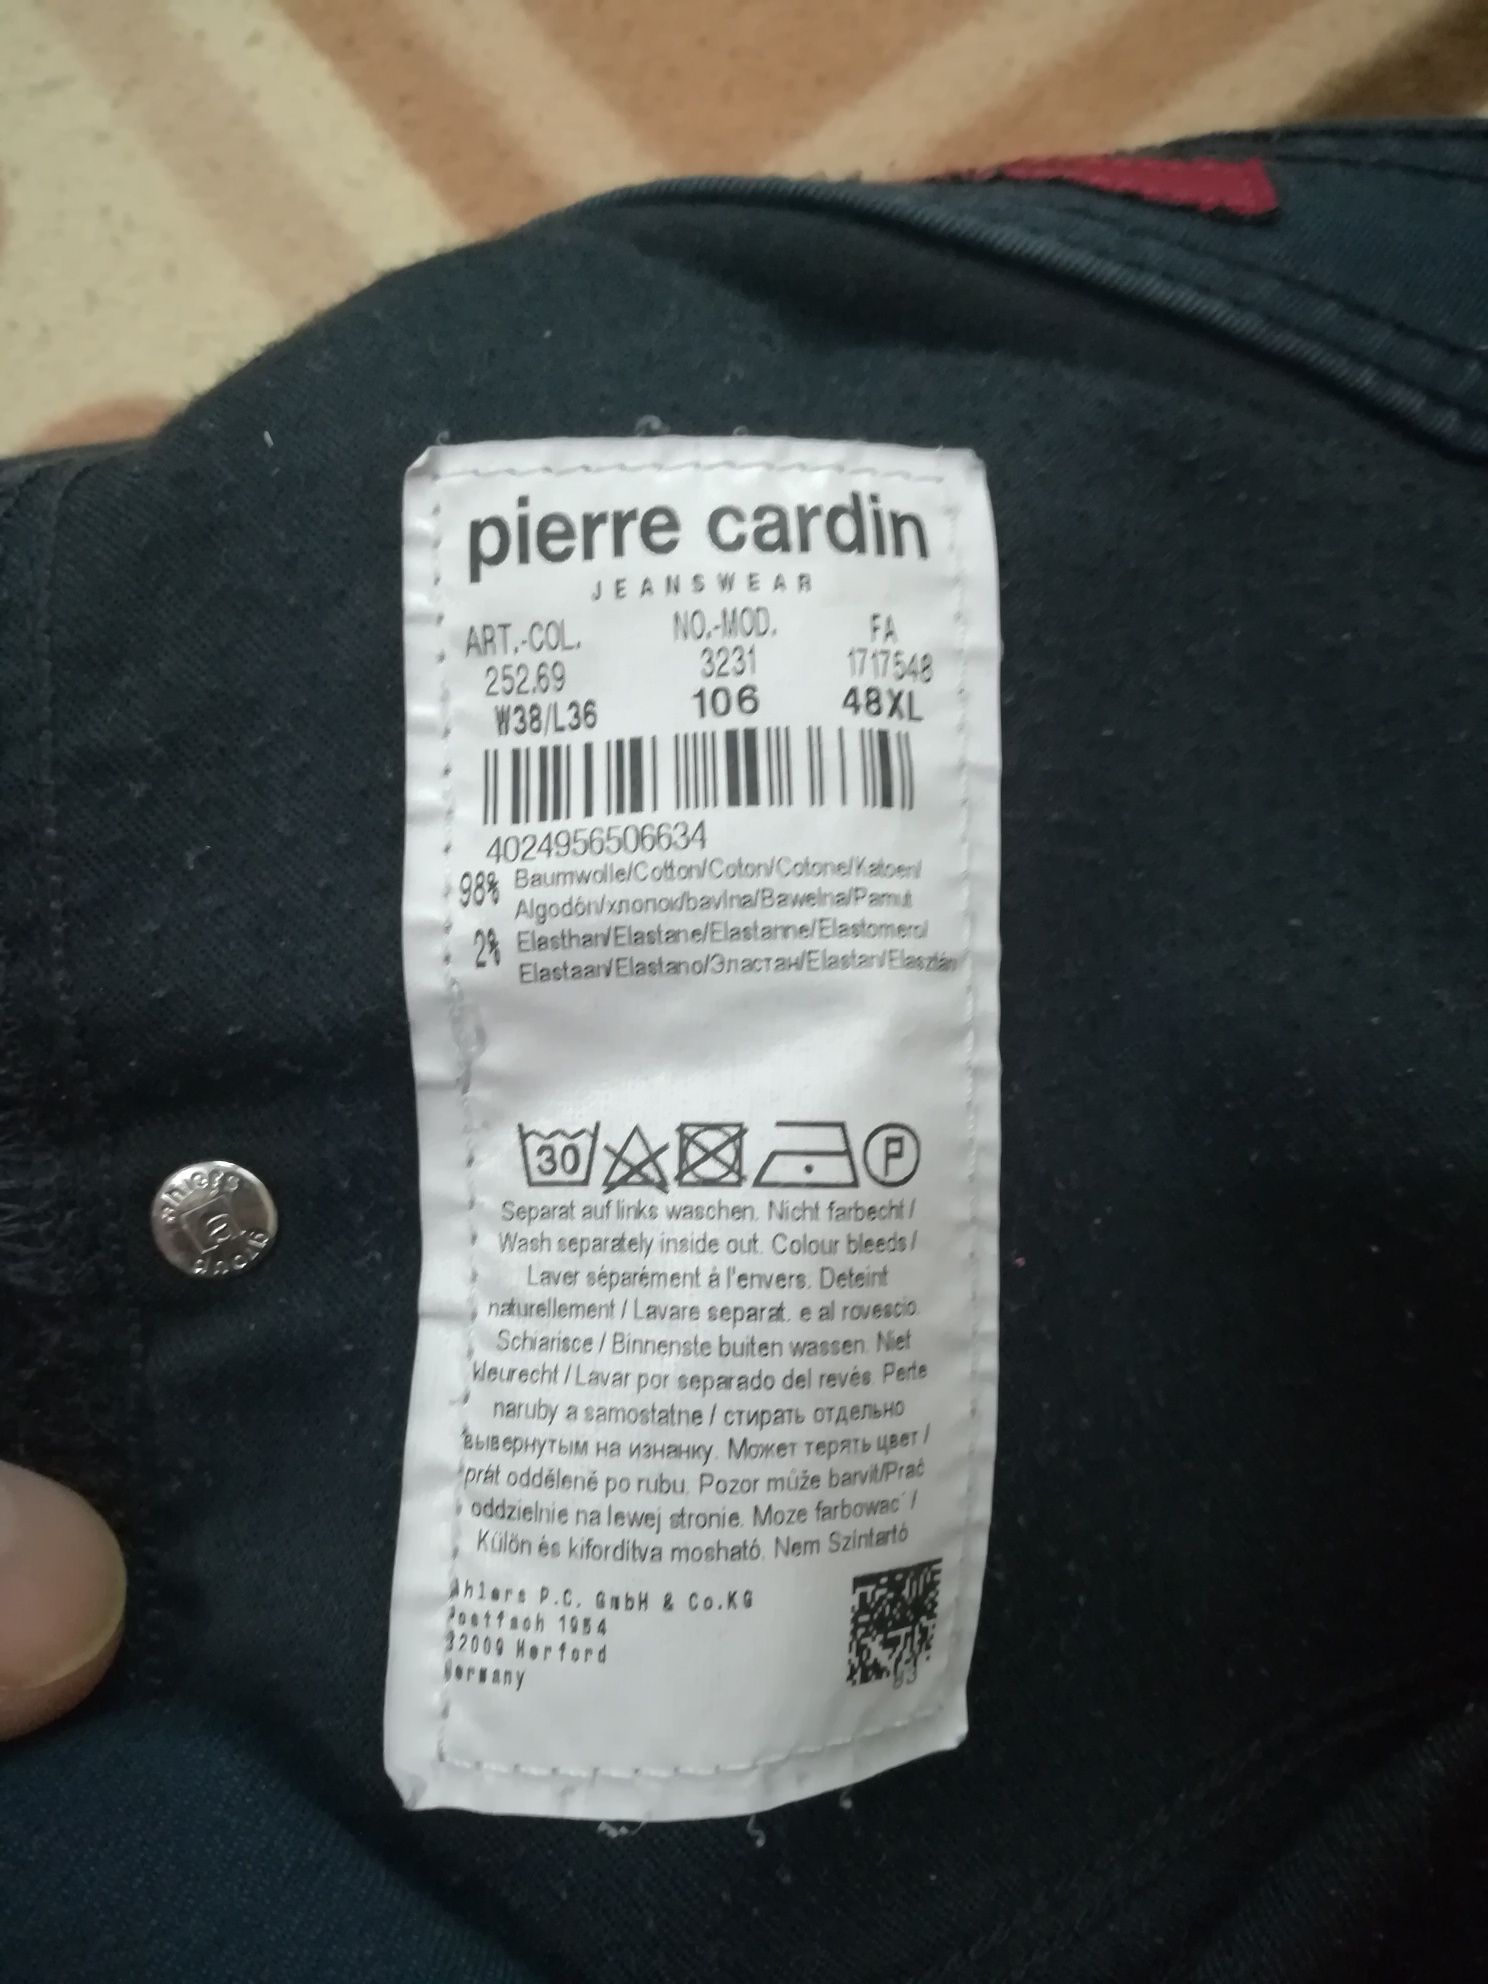 pierre cardin
JEANSWEAR
ART.-COL. NO.-MOD. FA
252.69 3231 1717548
W38/L36 106 48XL
4024956506634
98% Baumwolle/Cotton/Coton/Cotone/Katoen/
Algodón/хлопок/bavlna/Bawelna/Pamut
2% Elasthan/Elastane/Elastanne/Elastomerol
Elastaan/Elastano/Эластан/Elastan/Elasztán
30 P
Separat auf links waschen. Nicht farbecht /
Wash separately inside out. Colour bleeds /
Laver séparément à l'envers. Deteint
naturellement / Lavare separat. e al rovescio.
Schiarisce / Binnenste buiten wassen. Niet
kleurecht / Lavar por separado del revés. Perte
naruby a samostatne / стирать отдельно
вывернутым на изнанку. Может терять цвет /
prát oddělené po rubu. Pozor může barvit/Prać
oddzielnie na lewej stronie. Moze farbowac´ /
Külön és kifordítva mosható. Nem Színtartó
Ahlers P.C. GmbH & Co.KG
Postfach 1954
32009 Herford
Germany
group